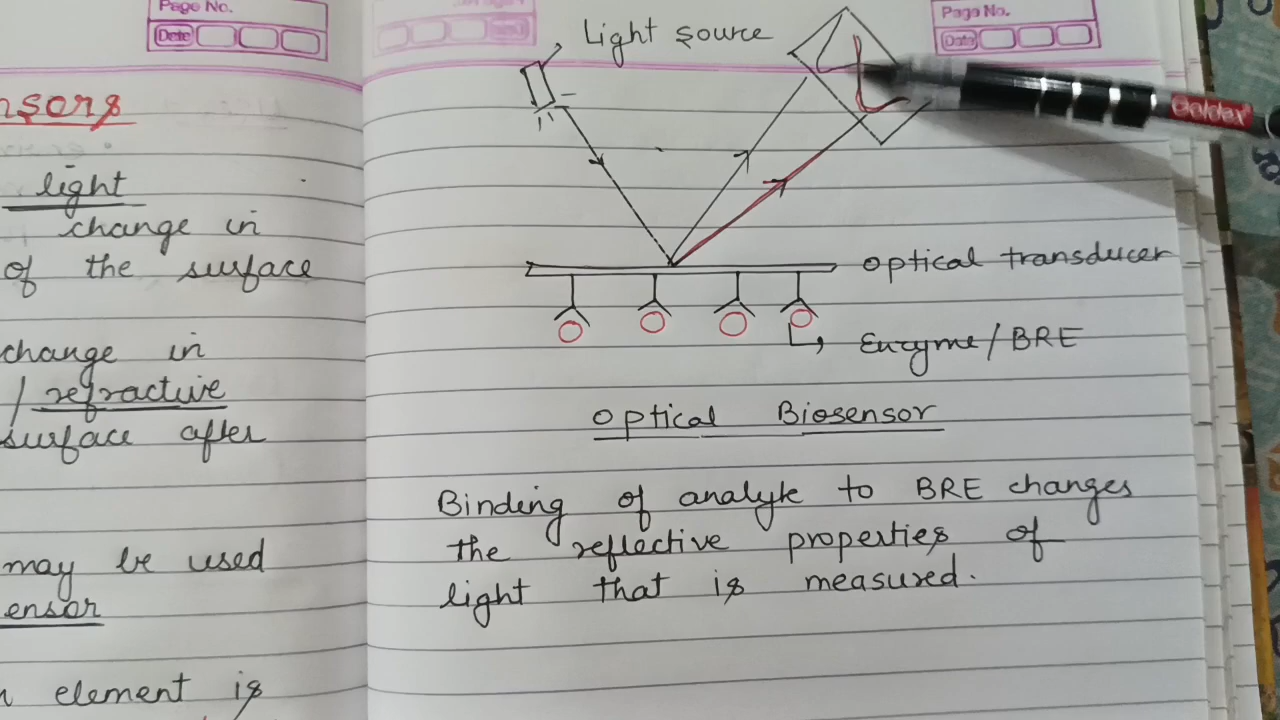 Page No.
Date
nsors
light
change in
of the surface
change in
/ refractive
surface after
may be used
ensor
element is
Page No.
Date
Light source
Goldex
optical transducer
Enzyme/BRE
Optical Biosensor
Binding of analyte to BRE changes
the reflective properties of
light that is measured.